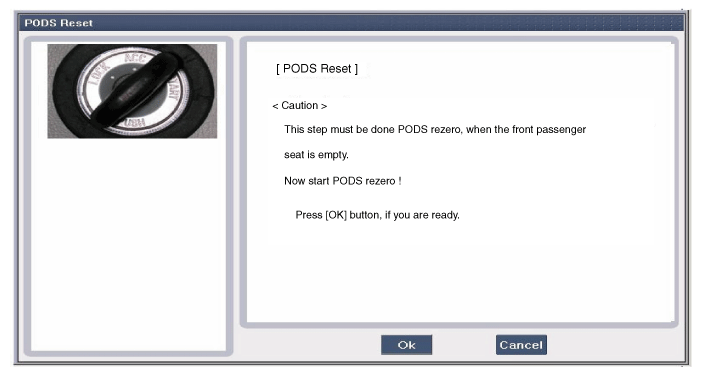 PODS Reset
LOCK ACC START
PUSH
[ PODS Reset ]
< Caution >
This step must be done PODS rezero, when the front passenger
seat is empty.
Now start PODS rezero !
Press [OK] button, if you are ready.
Ok Cancel